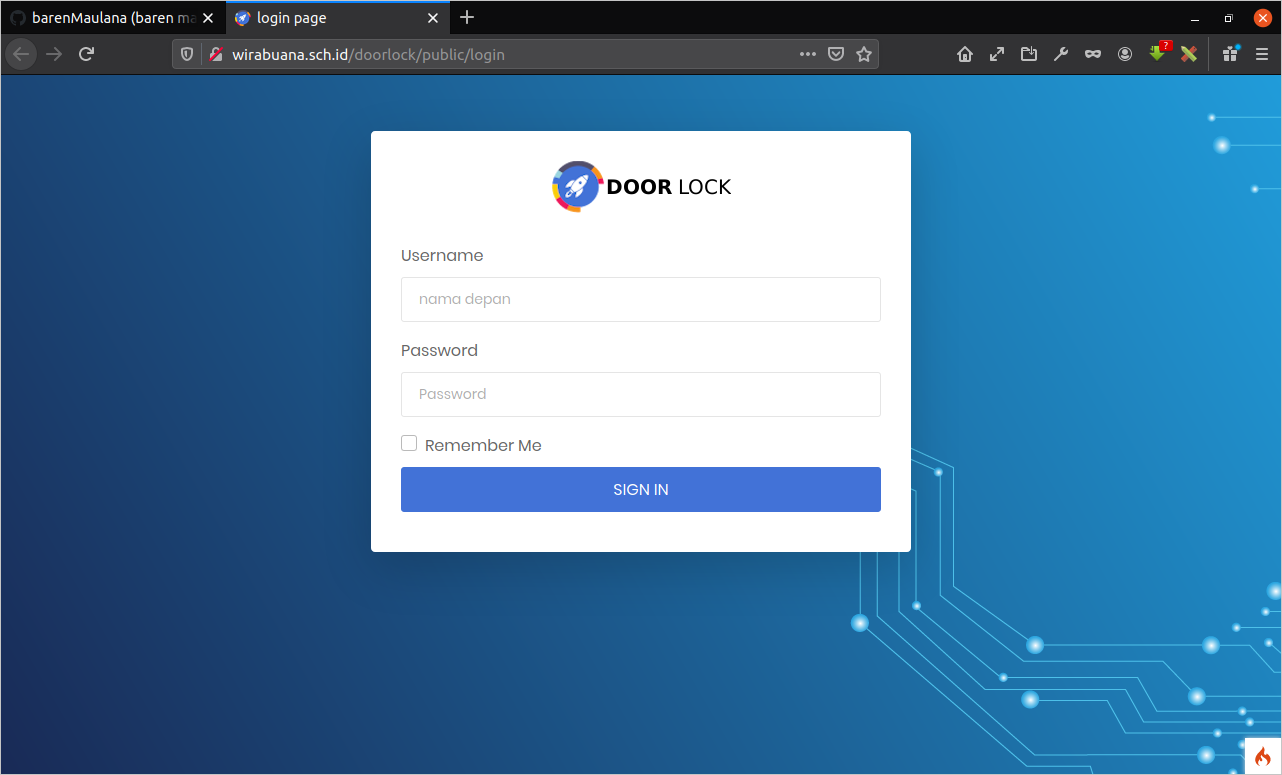 barenMaulana (baren ma
login page
wirabuana.sch.id/doorlock/public/login
?
DOOR LOCK
Username
nama depan
Password
Password
Remember Me
SIGN IN